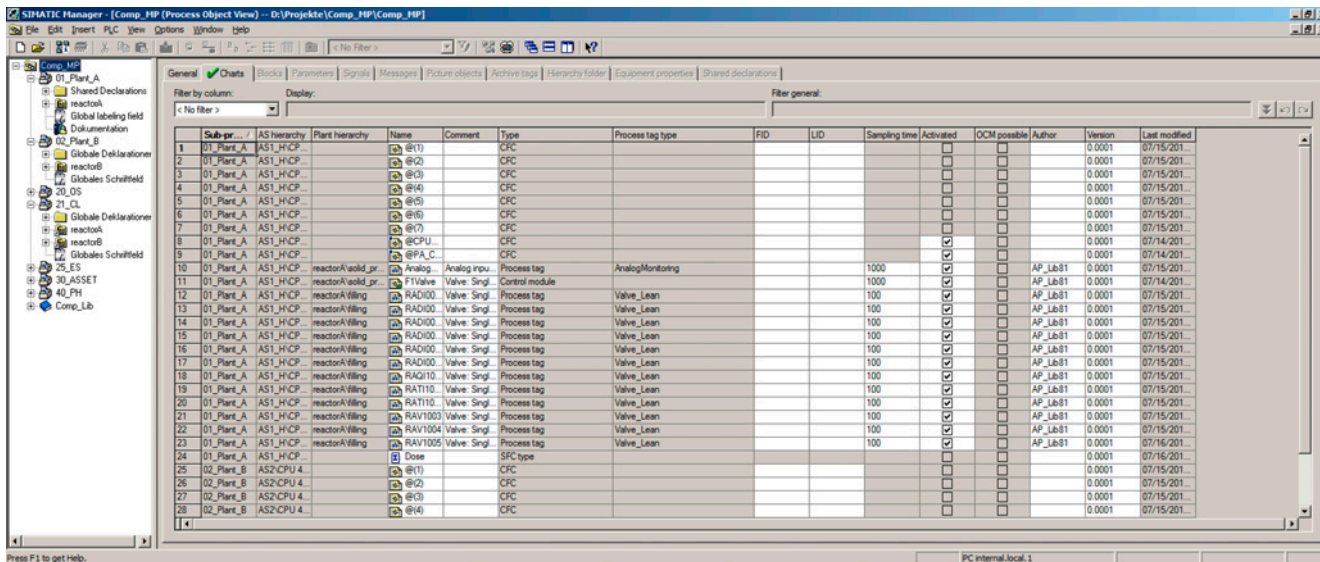 SIMATIC Manager - [Comp_MP (Process Object View) -- D:\Projekte\Comp_MP\Comp_MP]
File Edit Insert PLC View Options Window Help
< No Filter >
Comp_MP
01_Plant_A
Shared Declarations
reactorA
Global labeling field
Dokumentation
02_Plant_B
Globale Deklarationer
reactorB
Globales Schriftfeld
20_OS
21_CL
Globale Deklarationer
reactorA
reactorB
Globales Schriftfeld
25_ES
30_ASSET
40_PH
Comp_Lib
General Charts Blocks Parameters Signals Messages Picture objects Archive tags Hierarchy folder Equipment properties Shared declarations
Filter by column: Display: Filter general:
< No filter >
Sub-pr... / AS hierarchy Plant hierarchy Name Comment Type Process tag type FID LID Sampling time Activated OCM possible Author Version Last modified
1 01_Plant_A AS1_H\CP... @(1) CFC 0.0001 07/15/201...
2 01_Plant_A AS1_H\CP... @(2) CFC 0.0001 07/15/201...
3 01_Plant_A AS1_H\CP... @(3) CFC 0.0001 07/15/201...
4 01_Plant_A AS1_H\CP... @(4) CFC 0.0001 07/15/201...
5 01_Plant_A AS1_H\CP... @(5) CFC 0.0001 07/15/201...
6 01_Plant_A AS1_H\CP... @(6) CFC 0.0001 07/15/201...
7 01_Plant_A AS1_H\CP... @(7) CFC 0.0001 07/15/201...
8 01_Plant_A AS1_H\CP... @CPU... CFC 0.0001 07/14/201...
9 01_Plant_A AS1_H\CP... @PA_C... CFC 0.0001 07/14/201...
10 01_Plant_A AS1_H\CP... reactorA\solid_pr... Analog... Analog inpu... Process tag AnalogMonitoring 1000 AP_Lib81 0.0001 07/15/201...
11 01_Plant_A AS1_H\CP... reactorA\solid_pr... F1Valve Valve: Singl... Control module 1000 AP_Lib81 0.0001 07/14/201...
12 01_Plant_A AS1_H\CP... reactorA\filling RADI00... Valve: Singl... Process tag Valve_Lean 100 AP_Lib81 0.0001 07/15/201...
13 01_Plant_A AS1_H\CP... reactorA\filling RADI00... Valve: Singl... Process tag Valve_Lean 100 AP_Lib81 0.0001 07/15/201...
14 01_Plant_A AS1_H\CP... reactorA\filling RADI00... Valve: Singl... Process tag Valve_Lean 100 AP_Lib81 0.0001 07/15/201...
15 01_Plant_A AS1_H\CP... reactorA\filling RADI00... Valve: Singl... Process tag Valve_Lean 100 AP_Lib81 0.0001 07/15/201...
16 01_Plant_A AS1_H\CP... reactorA\filling RADI00... Valve: Singl... Process tag Valve_Lean 100 AP_Lib81 0.0001 07/15/201...
17 01_Plant_A AS1_H\CP... reactorA\filling RADI00... Valve: Singl... Process tag Valve_Lean 100 AP_Lib81 0.0001 07/15/201...
18 01_Plant_A AS1_H\CP... reactorA\filling RAQI10... Valve: Singl... Process tag Valve_Lean 100 AP_Lib81 0.0001 07/15/201...
19 01_Plant_A AS1_H\CP... reactorA\filling RATI10... Valve: Singl... Process tag Valve_Lean 100 AP_Lib81 0.0001 07/15/201...
20 01_Plant_A AS1_H\CP... reactorA\filling RATI10... Valve: Singl... Process tag Valve_Lean 100 AP_Lib81 0.0001 07/15/201...
21 01_Plant_A AS1_H\CP... reactorA\filling RAV1003 Valve: Singl... Process tag Valve_Lean 100 AP_Lib81 0.0001 07/15/201...
22 01_Plant_A AS1_H\CP... reactorA\filling RAV1004 Valve: Singl... Process tag Valve_Lean 100 AP_Lib81 0.0001 07/15/201...
23 01_Plant_A AS1_H\CP... reactorA\filling RAV1005 Valve: Singl... Process tag Valve_Lean 100 AP_Lib81 0.0001 07/16/201...
24 01_Plant_A AS1_H\CP... Dose SFC type 0.0001 07/16/201...
25 02_Plant_B AS2\CPU 4... @(1) CFC 0.0001 07/15/201...
26 02_Plant_B AS2\CPU 4... @(2) CFC 0.0001 07/15/201...
27 02_Plant_B AS2\CPU 4... @(3) CFC 0.0001 07/15/201...
28 02_Plant_B AS2\CPU 4... @(4) CFC 0.0001 07/15/201...
Press F1 to get Help. PC internal.local.1